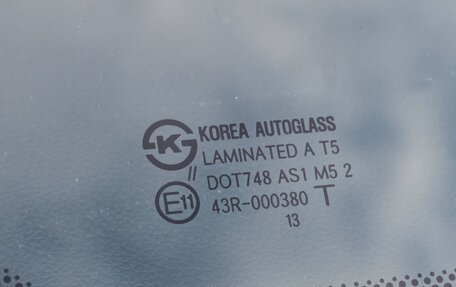 K KOREA AUTOGLASS
LAMINATED A T5
// DOT748 AS1 M5 2
E11 43R-000380 T
13